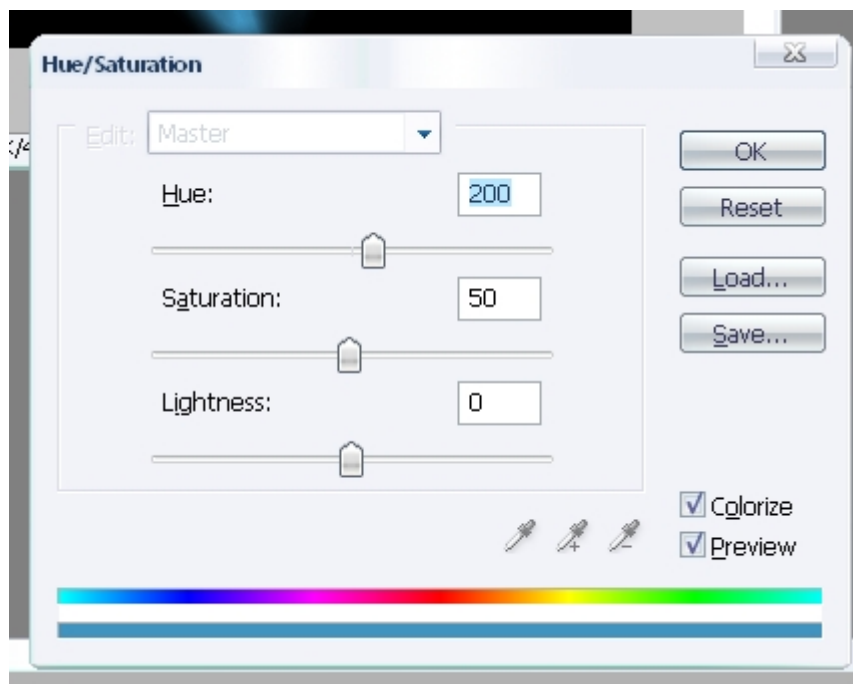 Hue/Saturation
Edit: Master
Hue: 200
Saturation: 50
Lightness: 0
OK
Reset
Load...
Save...
Colorize
Preview